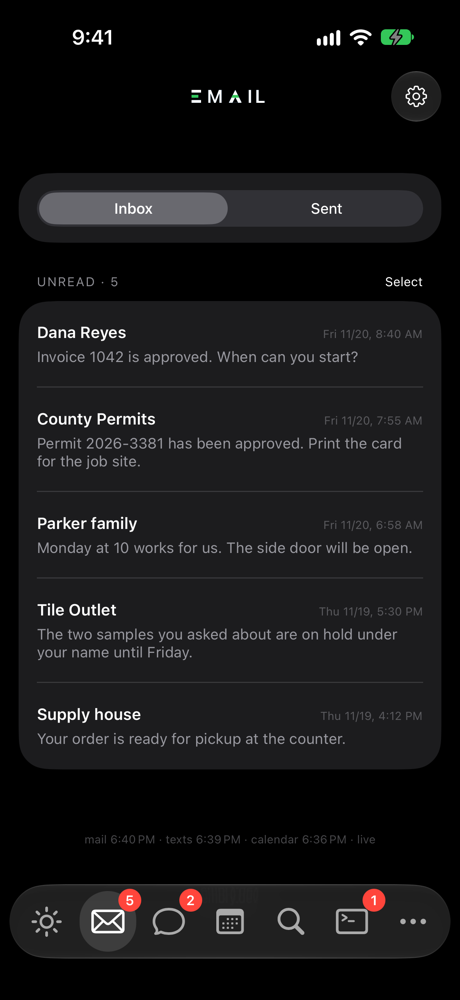 9:41
EMAIL
Inbox
Sent
UNREAD · 5
Select
Dana Reyes
Fri 11/20, 8:40 AM
Invoice 1042 is approved. When can you start?
County Permits
Fri 11/20, 7:55 AM
Permit 2026-3381 has been approved. Print the card
for the job site.
Parker family
Fri 11/20, 6:58 AM
Monday at 10 works for us. The side door will be open.
Tile Outlet
Thu 11/19, 5:30 PM
The two samples you asked about are on hold under
your name until Friday.
Supply house
Thu 11/19, 4:12 PM
Your order is ready for pickup at the counter.
mail 6:40 PM · texts 6:39 PM · calendar 6:36 PM · live
5
2
1